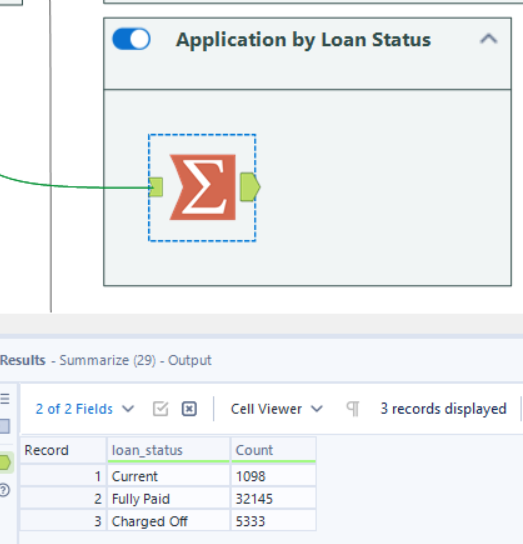 Application by Loan Status
Σ
Results - Summarize (29) - Output
2 of 2 Fields Cell Viewer ¶ 3 records displayed
Record loan_status Count
1 Current 1098
2 Fully Paid 32145
3 Charged Off 5333